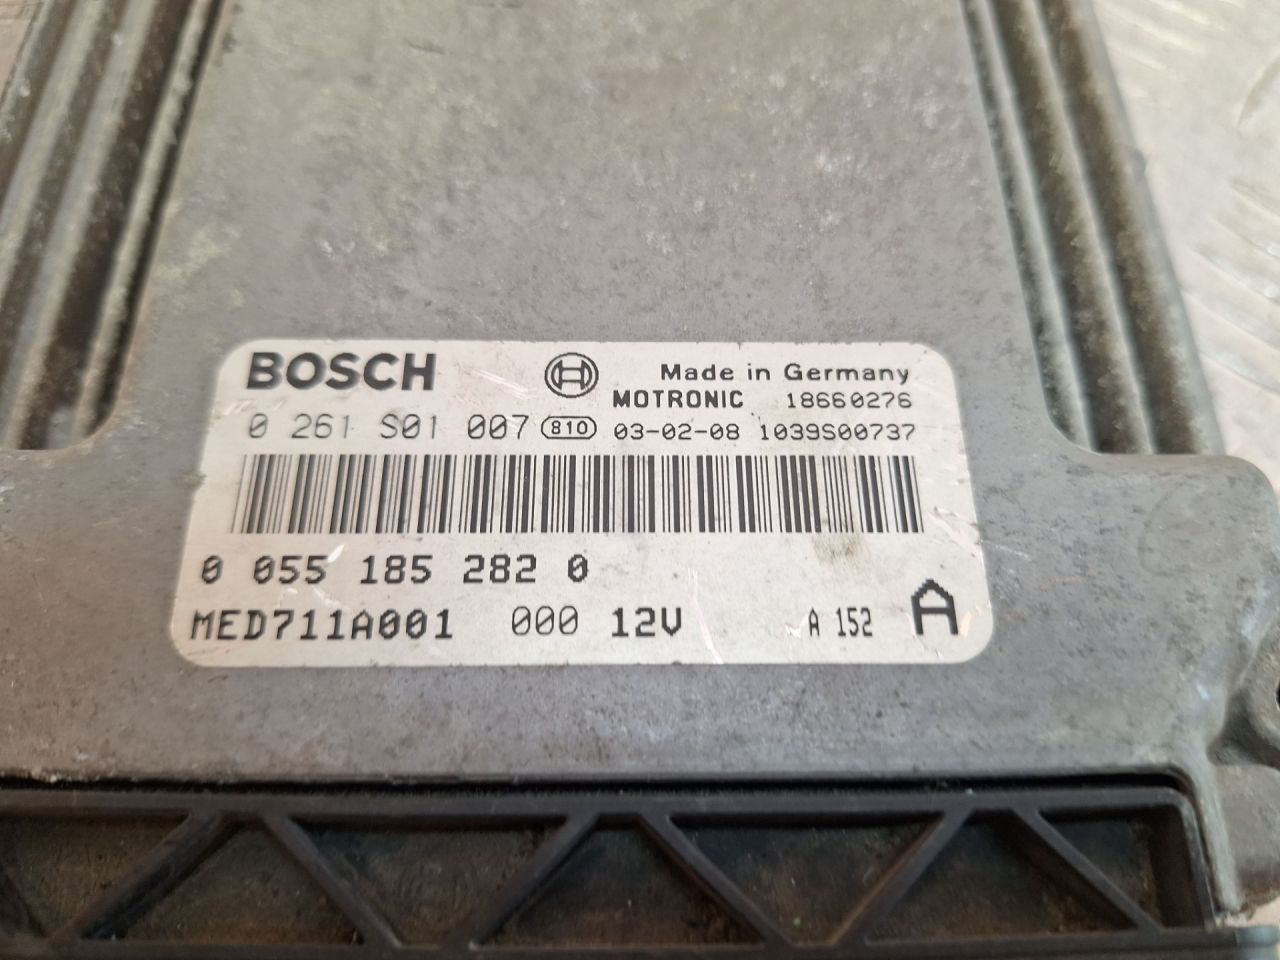 BOSCH Made in Germany
MOTRONIC 18660276
0 261 S01 007 810 03-02-08 1039S00737
0 055 185 282 0
MED711A001 000 12V A 152 A